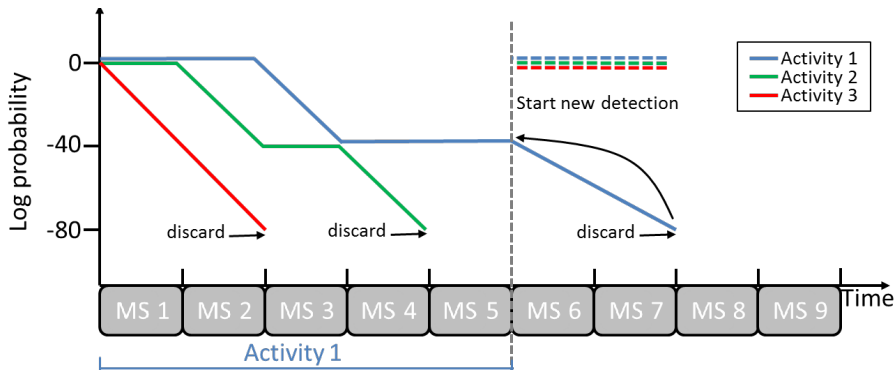 Log probability
0
-40
-80
Activity 1
Activity 2
Activity 3
Start new detection
discard
discard
discard
MS 1 MS 2 MS 3 MS 4 MS 5 MS 6 MS 7 MS 8 MS 9 Time
Activity 1